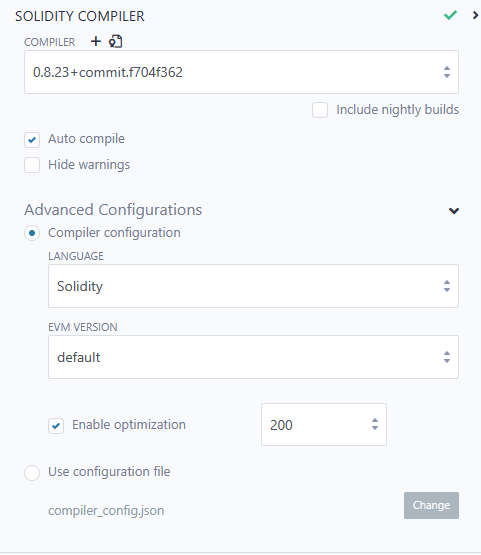 SOLIDITY COMPILER
COMPILER
0.8.23+commit.f704f362
Include nightly builds
Auto compile
Hide warnings
Advanced Configurations
Compiler configuration
LANGUAGE
Solidity
EVM VERSION
default
Enable optimization
200
Use configuration file
compiler_config.json
Change